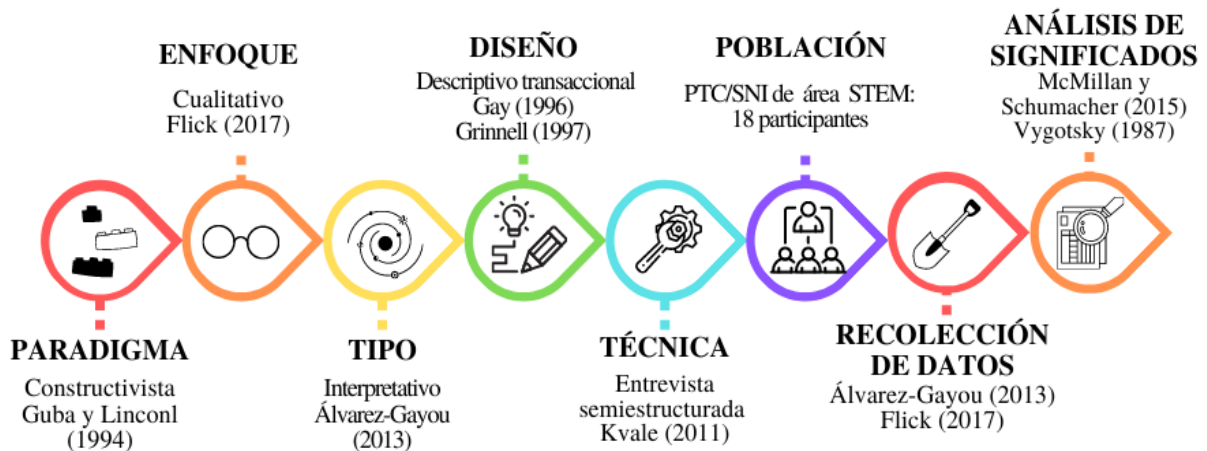 PARADIGMA
Constructivista
Guba y Linconl
(1994)
ENFOQUE
Cualitativo
Flick (2017)
TIPO
Interpretativo
Álvarez-Gayou
(2013)
DISEÑO
Descriptivo transaccional
Gay (1996)
Grinnell (1997)
TÉCNICA
Entrevista
semiestructurada
Kvale (2011)
POBLACIÓN
PTC/SNI de área STEM:
18 participantes
RECOLECCIÓN
DE DATOS
Álvarez-Gayou (2013)
Flick (2017)
ANÁLISIS DE
SIGNIFICADOS
McMillan y
Schumacher (2015)
Vygotsky (1987)